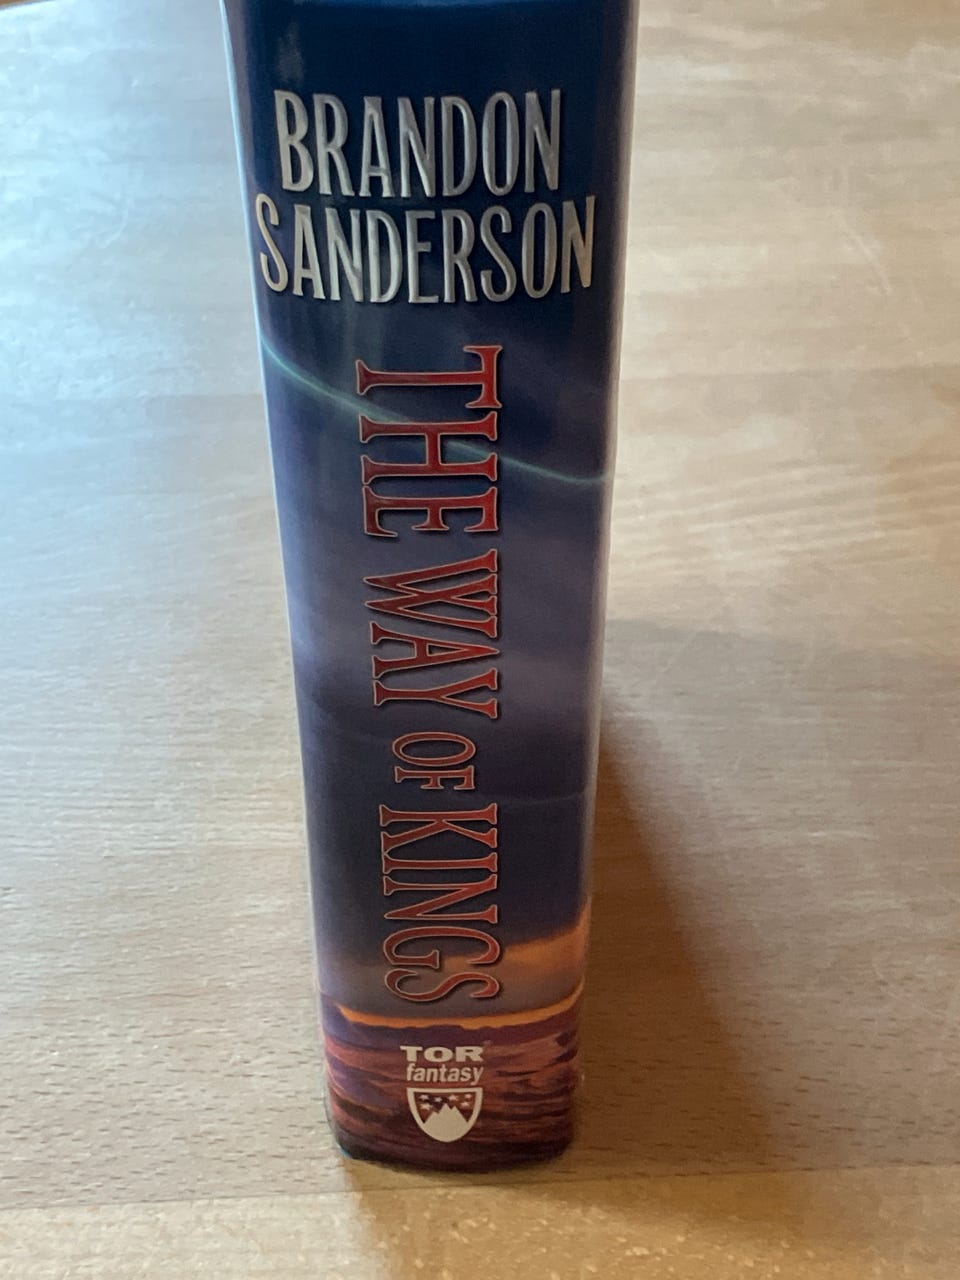 BRANDON
SANDERSON
THE WAY OF KINGS
TOR
fantasy